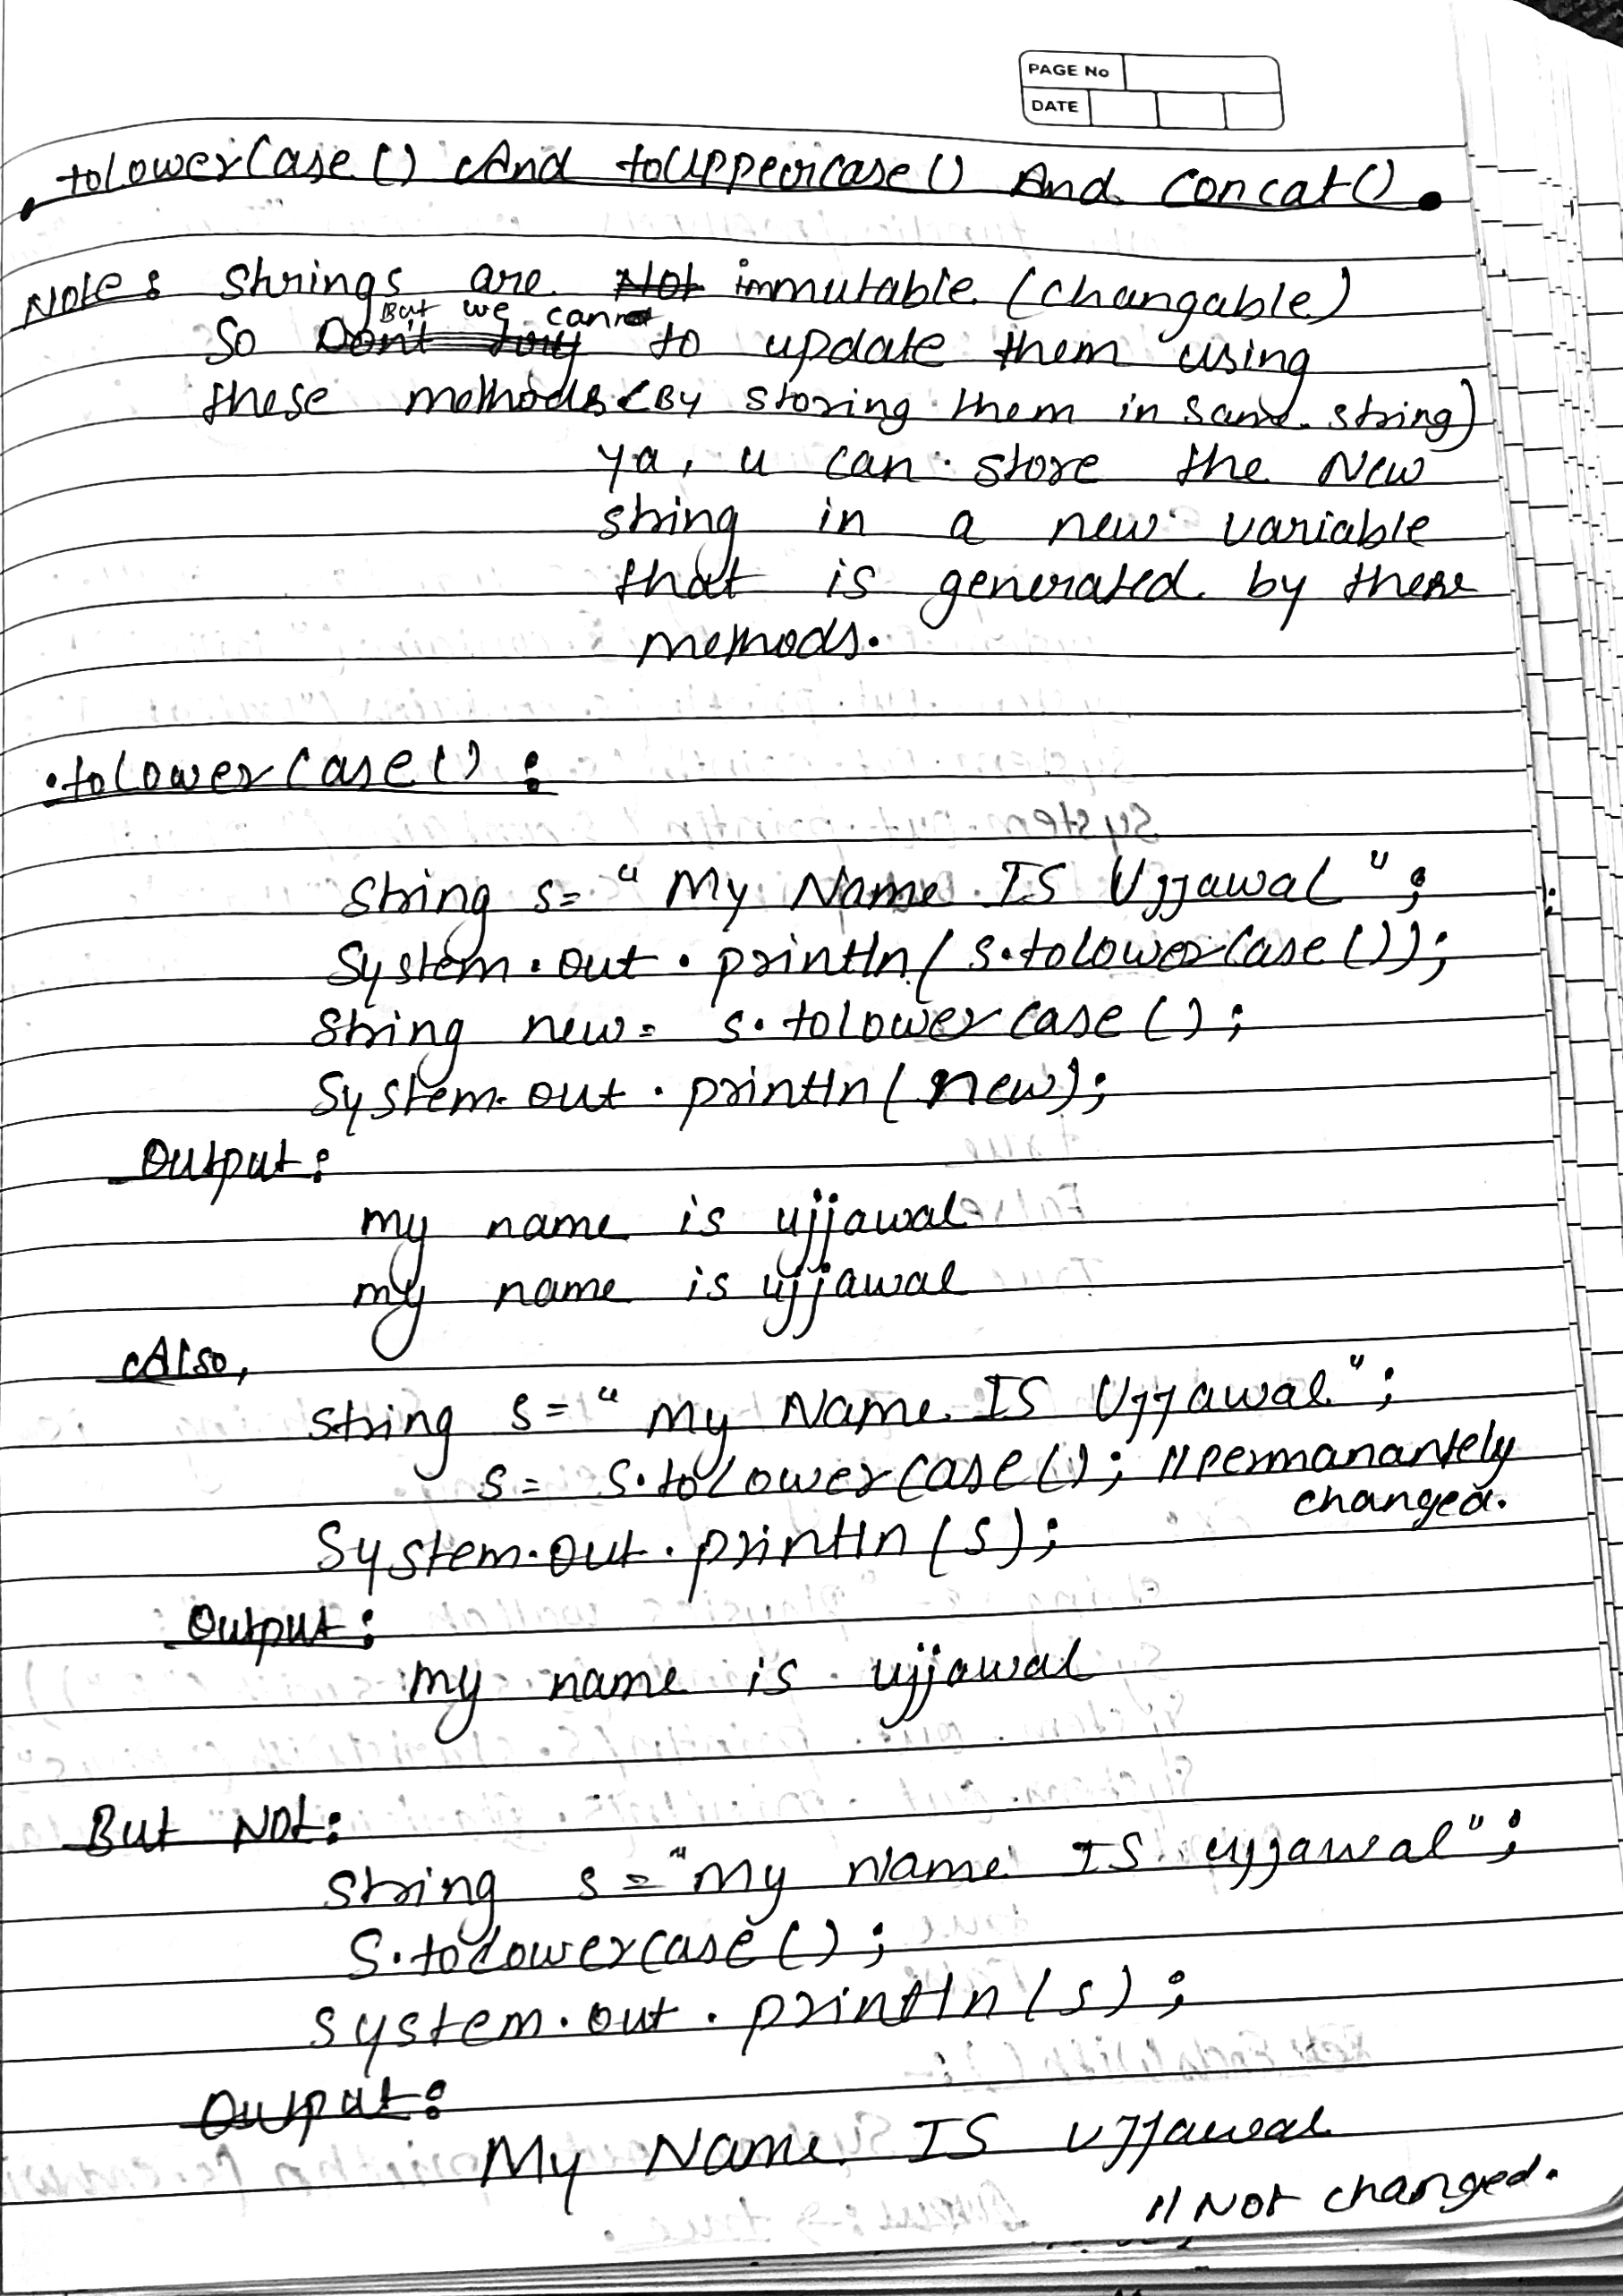 PAGE No
DATE
toLowerCase() And toUppercase() And Concat().
Note: Strings are Not immutable (Changable)
But we cannot
So Don't try to update them using
these methods (By storing them in same string)
ya, u can store the New
string in a new variable
that is generated by these
methods.
• toLowerCase() :
String s= "My Name IS Ujjawal";
System.out.println(s.tolowerCase());
String new= s.tolowercase();
System.out.println(new);
Output:
my name is ujjawal
my name is ujjawal
Also,
String s= "My Name IS Ujjawal";
s= s.toLowerCase(); //permanantely
changed.
System.out.println(s);
Output:
my name is ujjawal
But Not:
String s= "My Name IS ujjawal";
S.toLowercase();
system.out.println(s);
Output:
My Name IS Ujjawal
// Not changed.